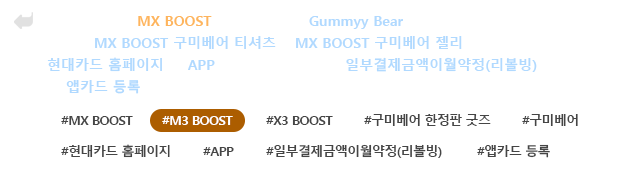 MX BOOST Gummyy Bear
MX BOOST 구미베어 티셔츠 MX BOOST 구미베어 젤리
현대카드 홈페이지 APP 일부결제금액이월약정(리볼빙)
앱카드 등록
#MX BOOST #M3 BOOST #X3 BOOST #구미베어 한정판 굿즈 #구미베어
#현대카드 홈페이지 #APP #일부결제금액이월약정(리볼빙) #앱카드 등록